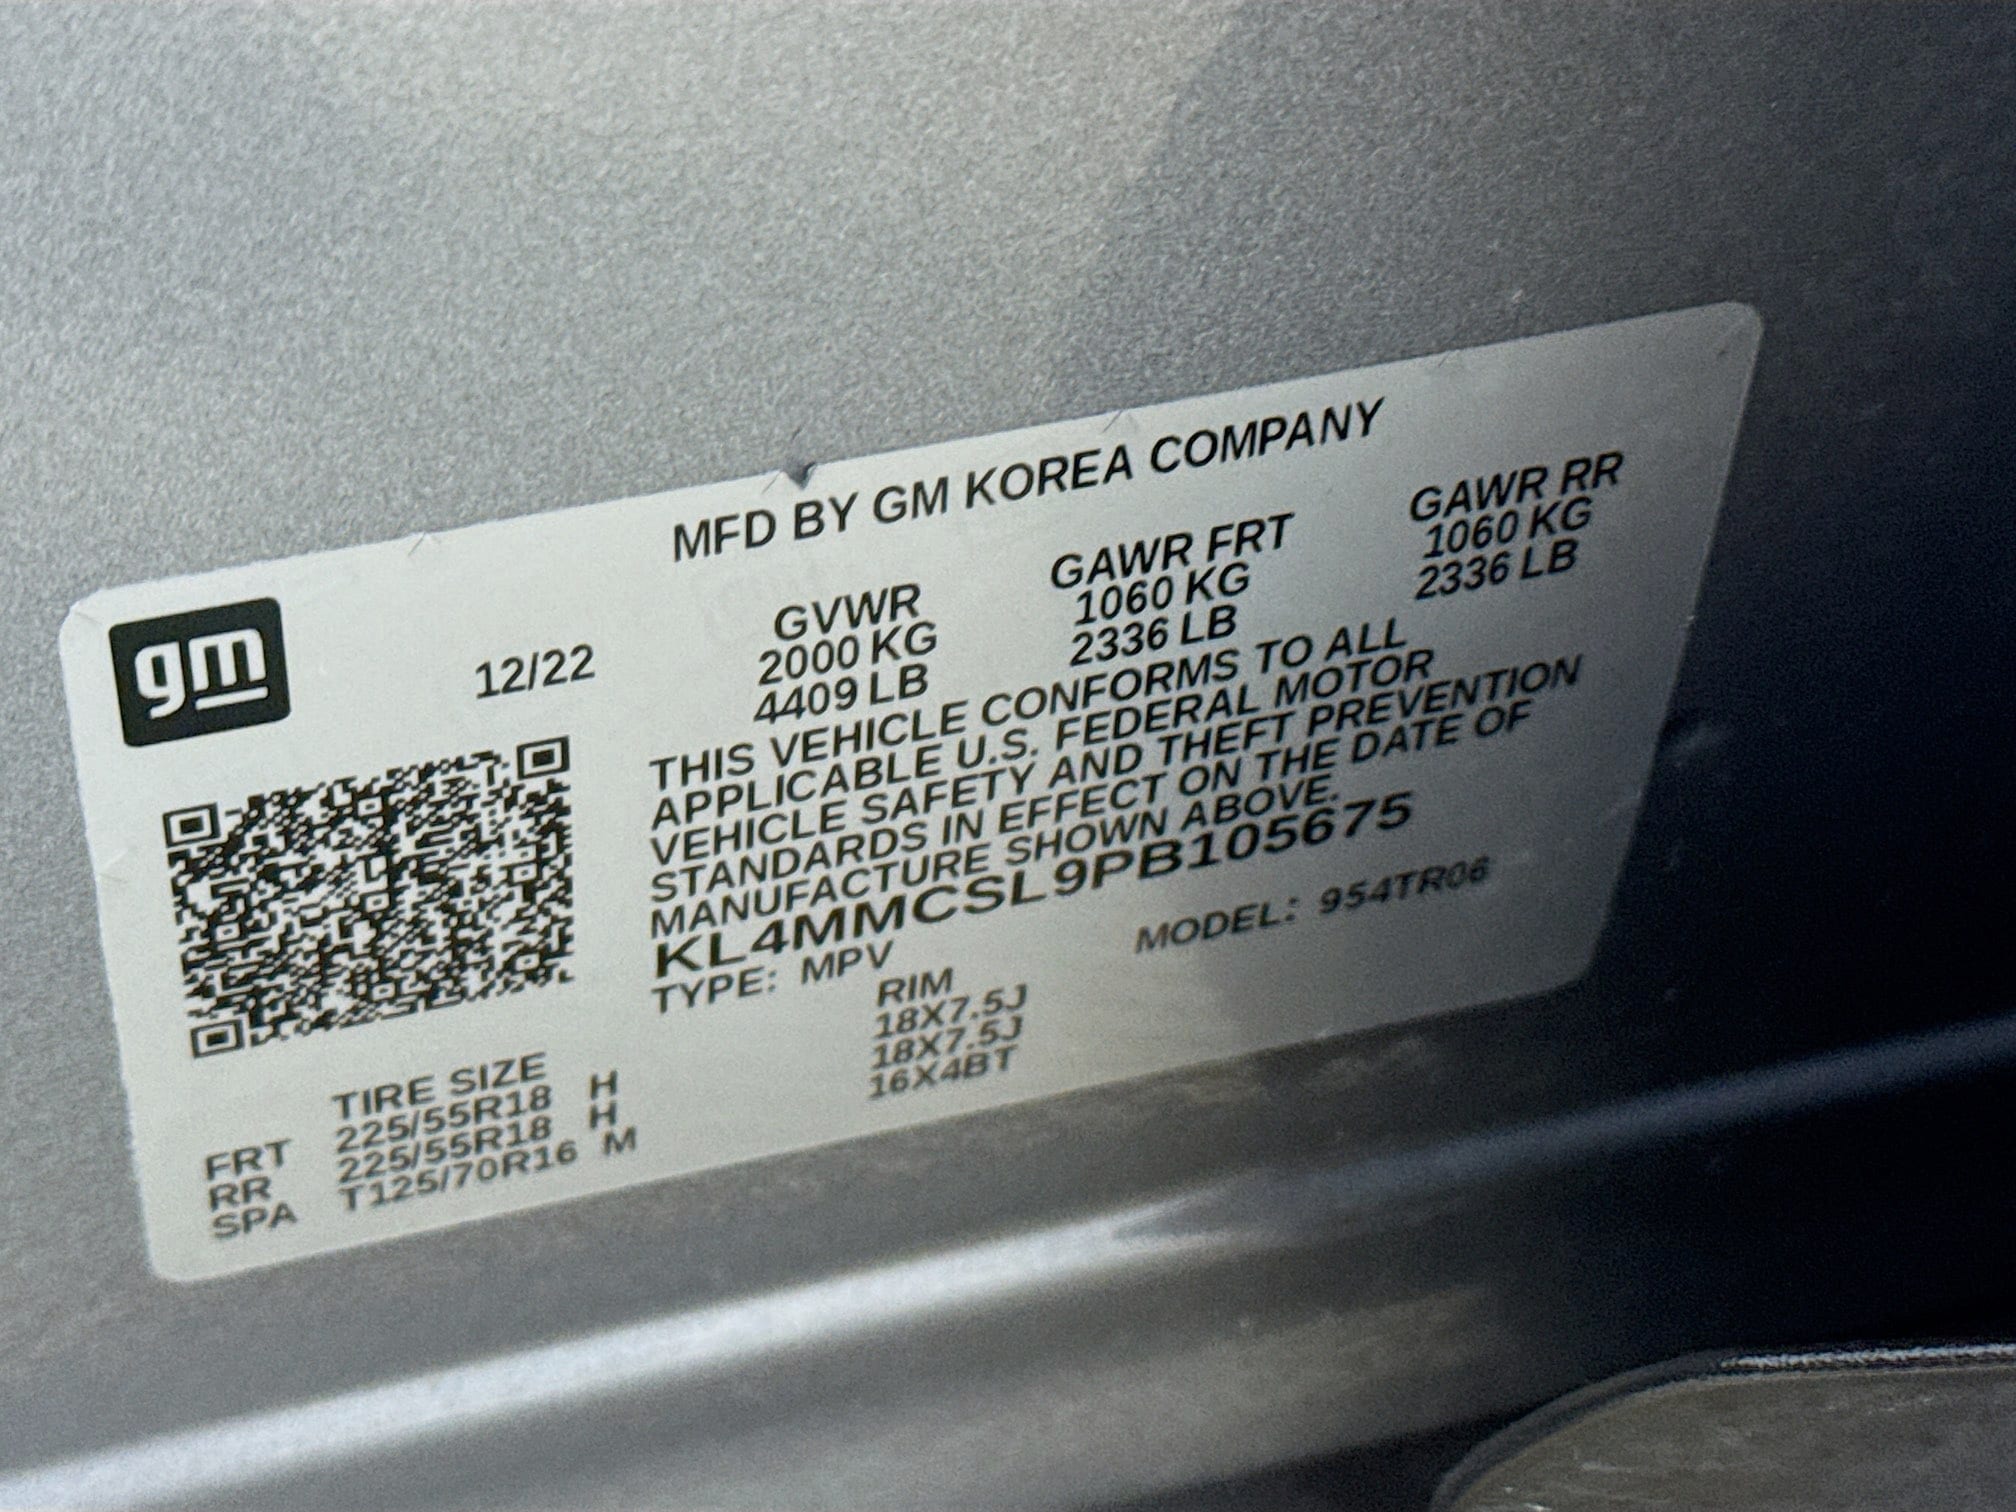 MFD BY GM KOREA COMPANY
gm
12/22
GVWR GAWR FRT GAWR RR
2000 KG 1060 KG 1060 KG
4409 LB 2336 LB 2336 LB
THIS VEHICLE CONFORMS TO ALL
APPLICABLE U.S. FEDERAL MOTOR
VEHICLE SAFETY AND THEFT PREVENTION
STANDARDS IN EFFECT ON THE DATE OF
MANUFACTURE SHOWN ABOVE.
KL4MMCSL9PB105675
TYPE: MPV MODEL: 954TR06
TIRE SIZE RIM
FRT 225/55R18 H 18X7.5J
RR 225/55R18 H 18X7.5J
SPA T125/70R16 M 16X4BT